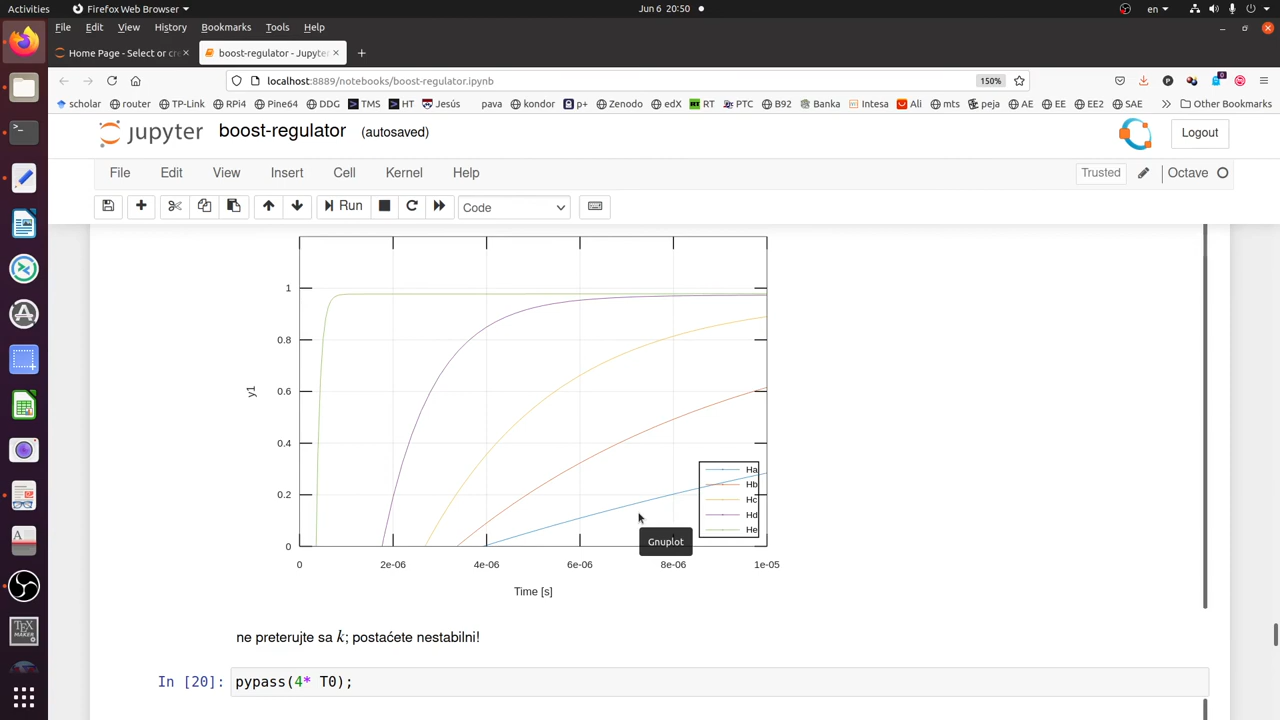 Activities Firefox Web Browser Jun 6 20:50 en
File Edit View History Bookmarks Tools Help
Home Page - Select or cre boost-regulator - Jupyte
localhost:8889/notebooks/boost-regulator.ipynb 150%
scholar router TP-Link RPi4 Pine64 DDG TMS HT Jesús pava kondor p+ Zenodo edX RT PTC B92 Banka Intesa Ali mts peja AE EE EE2 SAE Other Bookmarks
jupyter boost-regulator (autosaved) Logout
File Edit View Insert Cell Kernel Help Trusted Octave
Run Code
1
0.8
0.6
y1
0.4
0.2
0
Ha
Hb
Hc
Hd
He
Gnuplot
0 2e-06 4e-06 6e-06 8e-06 1e-05
Time [s]
ne preterujte sa k; postaćete nestabilni!
In [20]: pypass(4* T0);